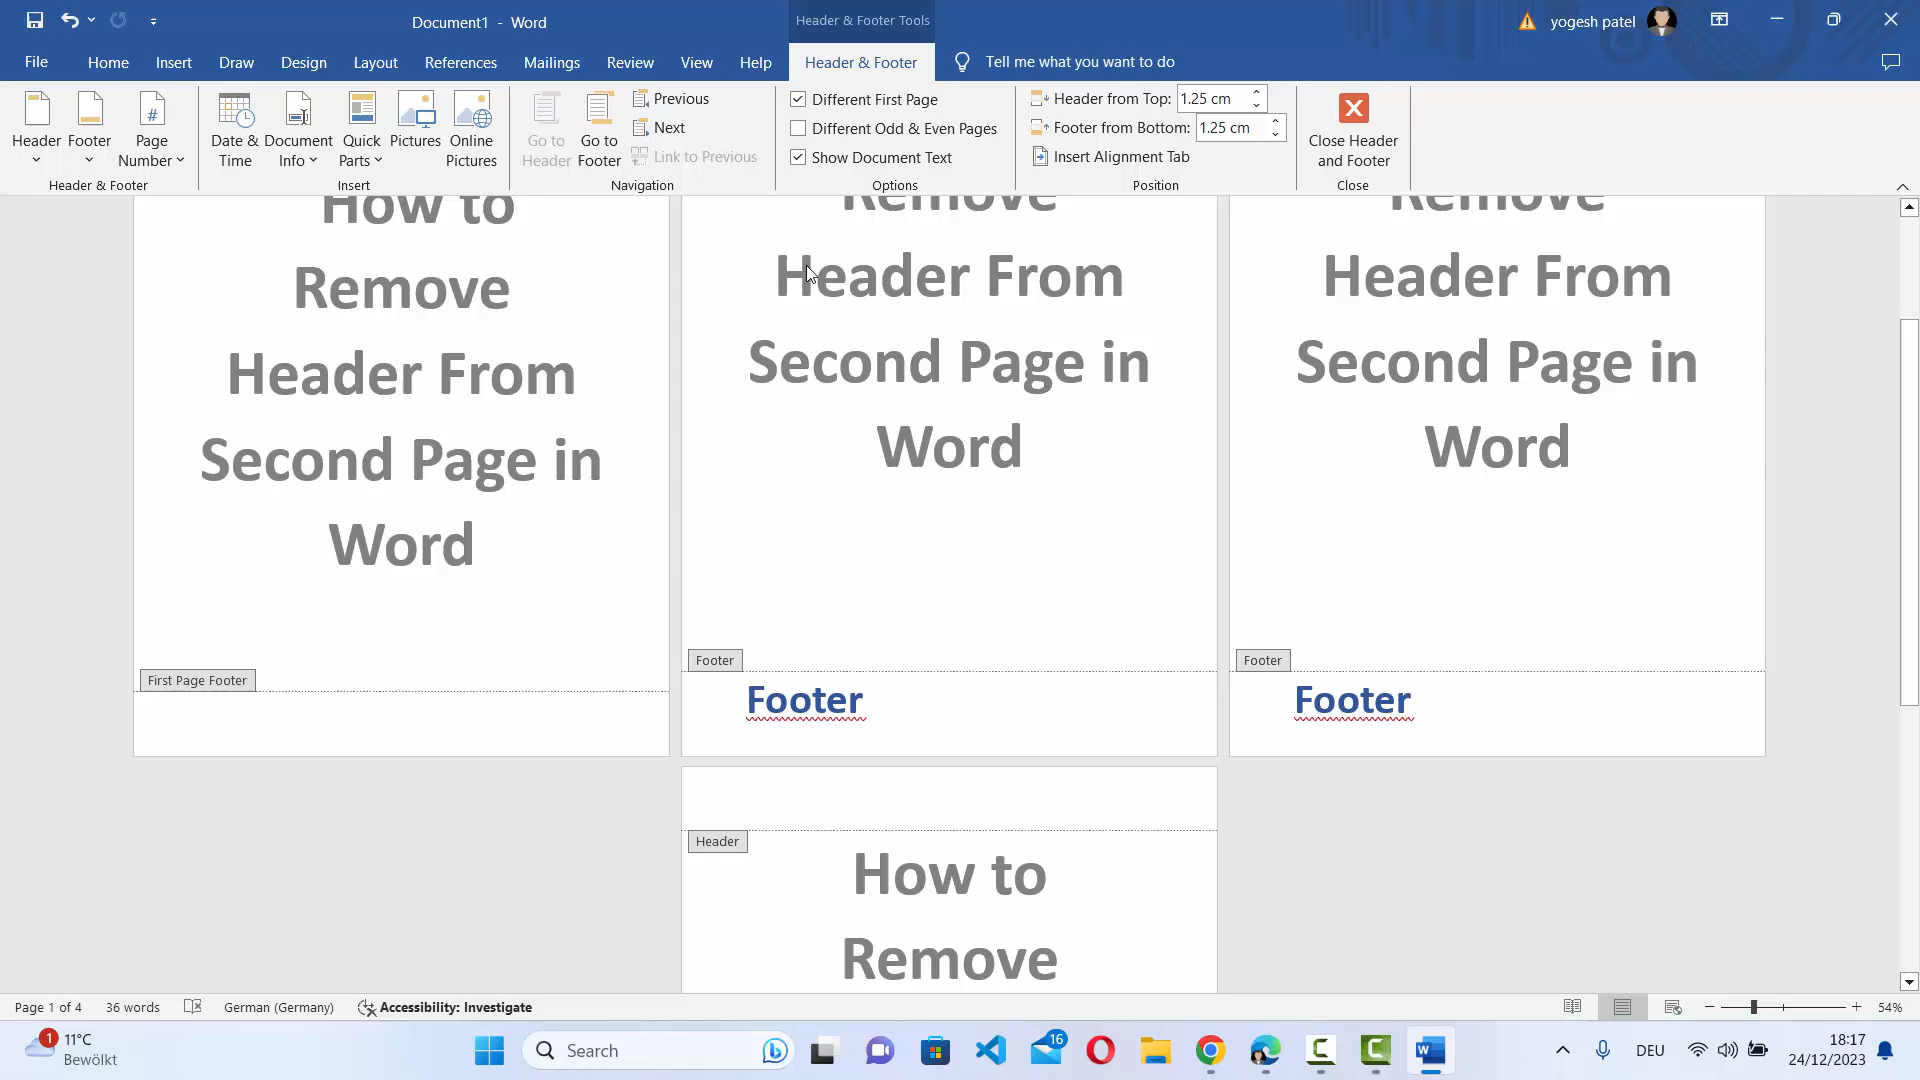 Document1 - Word
Header & Footer Tools
yogesh patel
File
Home
Insert
Draw
Design
Layout
References
Mailings
Review
View
Help
Header & Footer
Tell me what you want to do
Header
Footer
Page
Number
Header & Footer
Date &
Time
Document
Info
Quick
Parts
Pictures
Online
Pictures
Insert
Go to
Header
Go to
Footer
Previous
Next
Link to Previous
Navigation
Different First Page
Different Odd & Even Pages
Show Document Text
Options
Header from Top: 1.25 cm
Footer from Bottom: 1.25 cm
Insert Alignment Tab
Position
Close Header
and Footer
Close
How to
Remove
Header From
Second Page in
Word
First Page Footer
Remove
Header From
Second Page in
Word
Footer
Footer
Remove
Header From
Second Page in
Word
Footer
Footer
Header
How to
Remove
Page 1 of 4
36 words
German (Germany)
Accessibility: Investigate
54%
1
11°C
Bewölkt
Search
16
DEU
18:17
24/12/2023